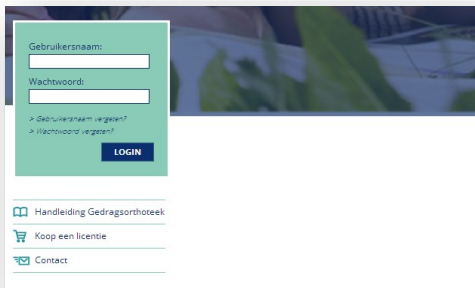 Gebruikersnaam:
Wachtwoord:
> Gebruikersnaam vergeten?
> Wachtwoord vergeten?
LOGIN
Handleiding Gedragsorthoteek
Koop een licentie
Contact